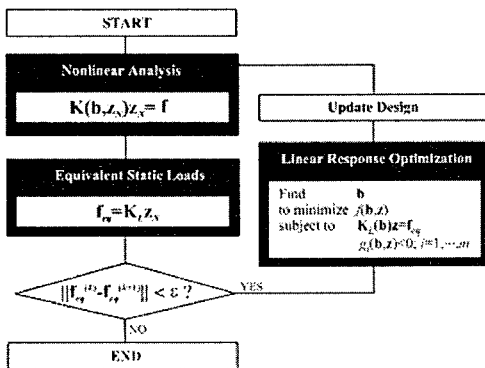 START
Nonlinear Analysis
K(b,z_N)z_N = f
Equivalent Static Loads
f_eq=K_L z_N
||f_eq^(k)-f_eq^(k+1)|| < ε ?
YES
NO
END
Update Design
Linear Response Optimization
Find b
to minimize f(b,z)
subject to K_L(b)z=f_eq
g_j(b,z)<0; j=1,⋯,m